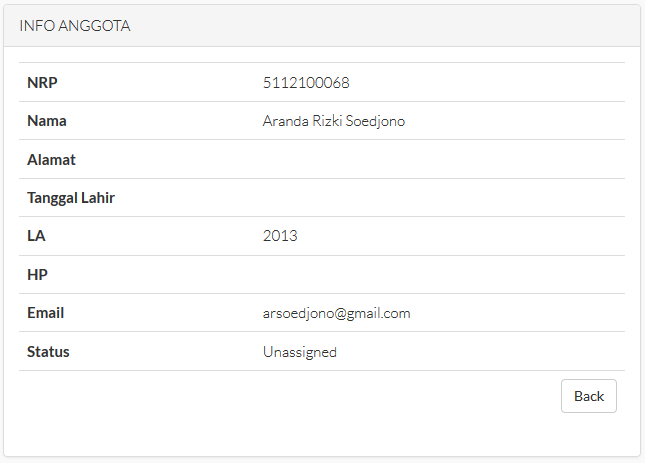 INFO ANGGOTA
NRP 5112100068
Nama Aranda Rizki Soedjono
Alamat
Tanggal Lahir
LA 2013
HP
Email arsoedjono@gmail.com
Status Unassigned
Back